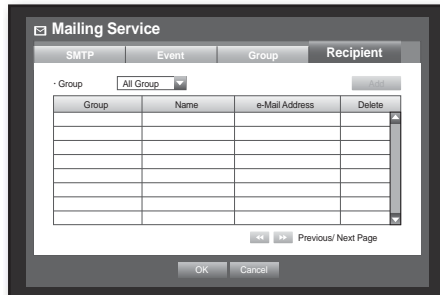 Mailing Service
SMTP Event Group Recipient
· Group All Group Add
Group Name e-Mail Address Delete
Previous/ Next Page
OK Cancel